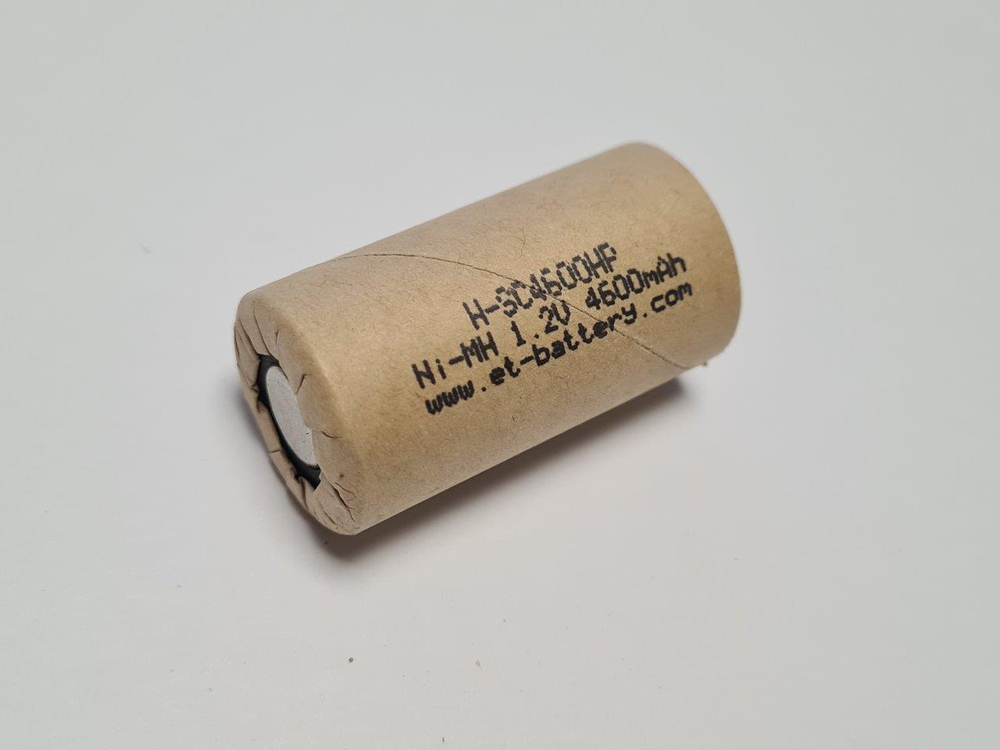 H-SC4600HP
Ni-MH 1.2V 4600mAh
www.et-battery.com